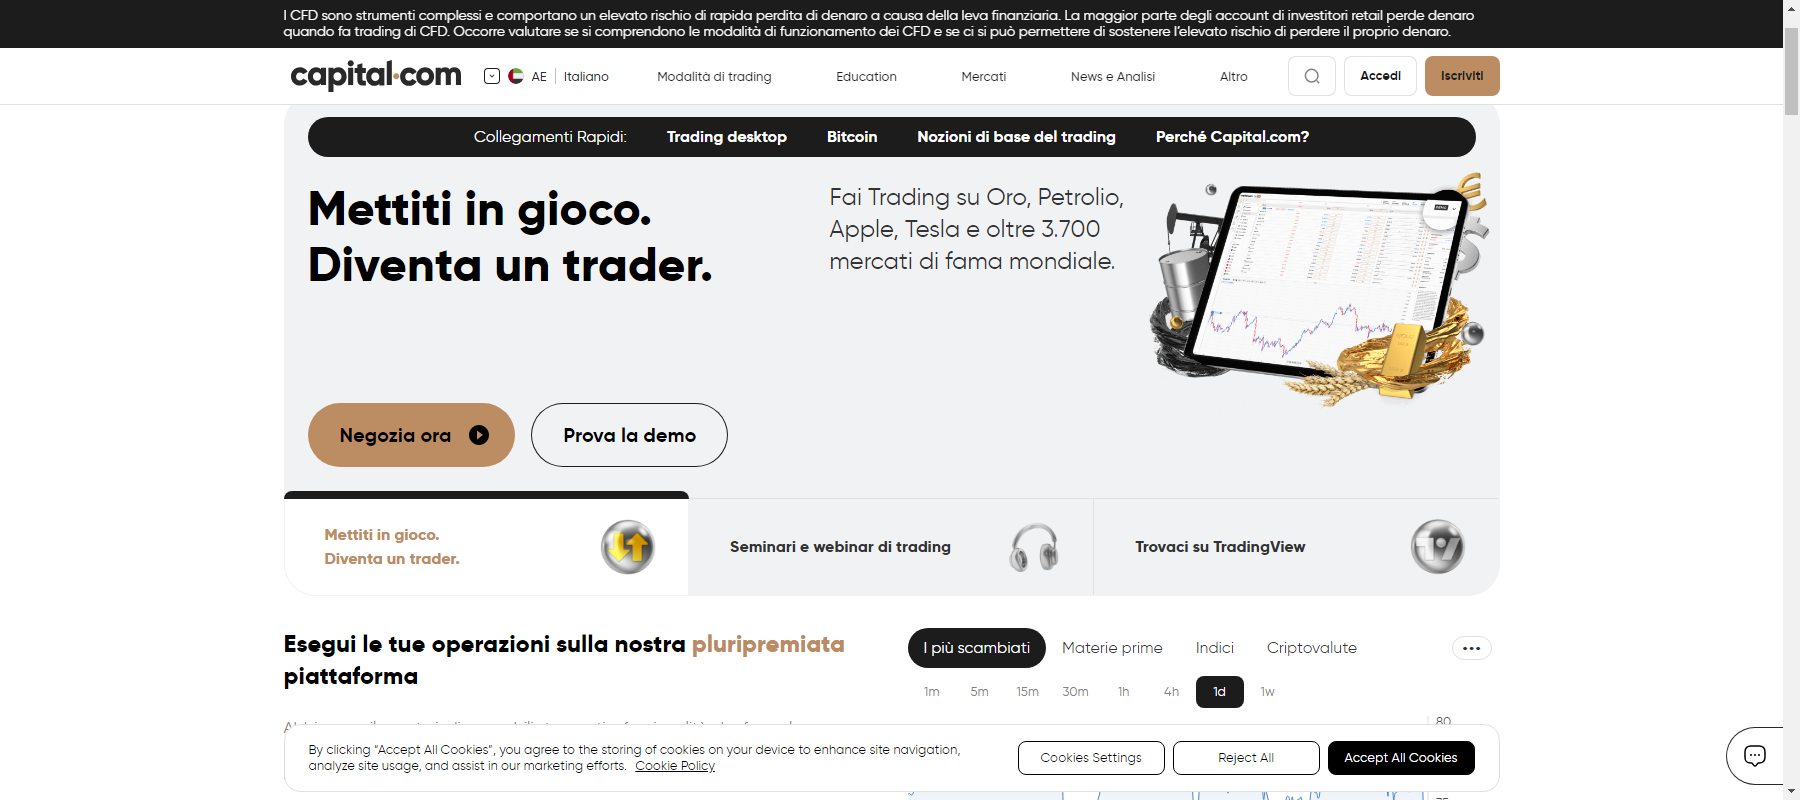 I CFD sono strumenti complessi e comportano un elevato rischio di rapida perdita di denaro a causa della leva finanziaria. La maggior parte degli account di investitori retail perde denaro
quando fa trading di CFD. Occorre valutare se si comprendono le modalità di funzionamento dei CFD e se ci si può permettere di sostenere l'elevato rischio di perdere il proprio denaro.
capital.com
AE Italiano
Modalità di trading
Education
Mercati
News e Analisi
Altro
Accedi
Iscriviti
Collegamenti Rapidi:
Trading desktop
Bitcoin
Nozioni di base del trading
Perché Capital.com?
Mettiti in gioco.
Diventa un trader.
Fai Trading su Oro, Petrolio,
Apple, Tesla e oltre 3.700
mercati di fama mondiale.
Negozia ora
Prova la demo
Mettiti in gioco.
Diventa un trader.
Seminari e webinar di trading
Trovaci su TradingView
Esegui le tue operazioni sulla nostra pluripremiata
piattaforma
I più scambiati
Materie prime
Indici
Criptovalute
1m
5m
15m
30m
1h
4h
1d
1w
80
By clicking “Accept All Cookies”, you agree to the storing of cookies on your device to enhance site navigation,
analyze site usage, and assist in our marketing efforts. Cookie Policy
Cookies Settings
Reject All
Accept All Cookies